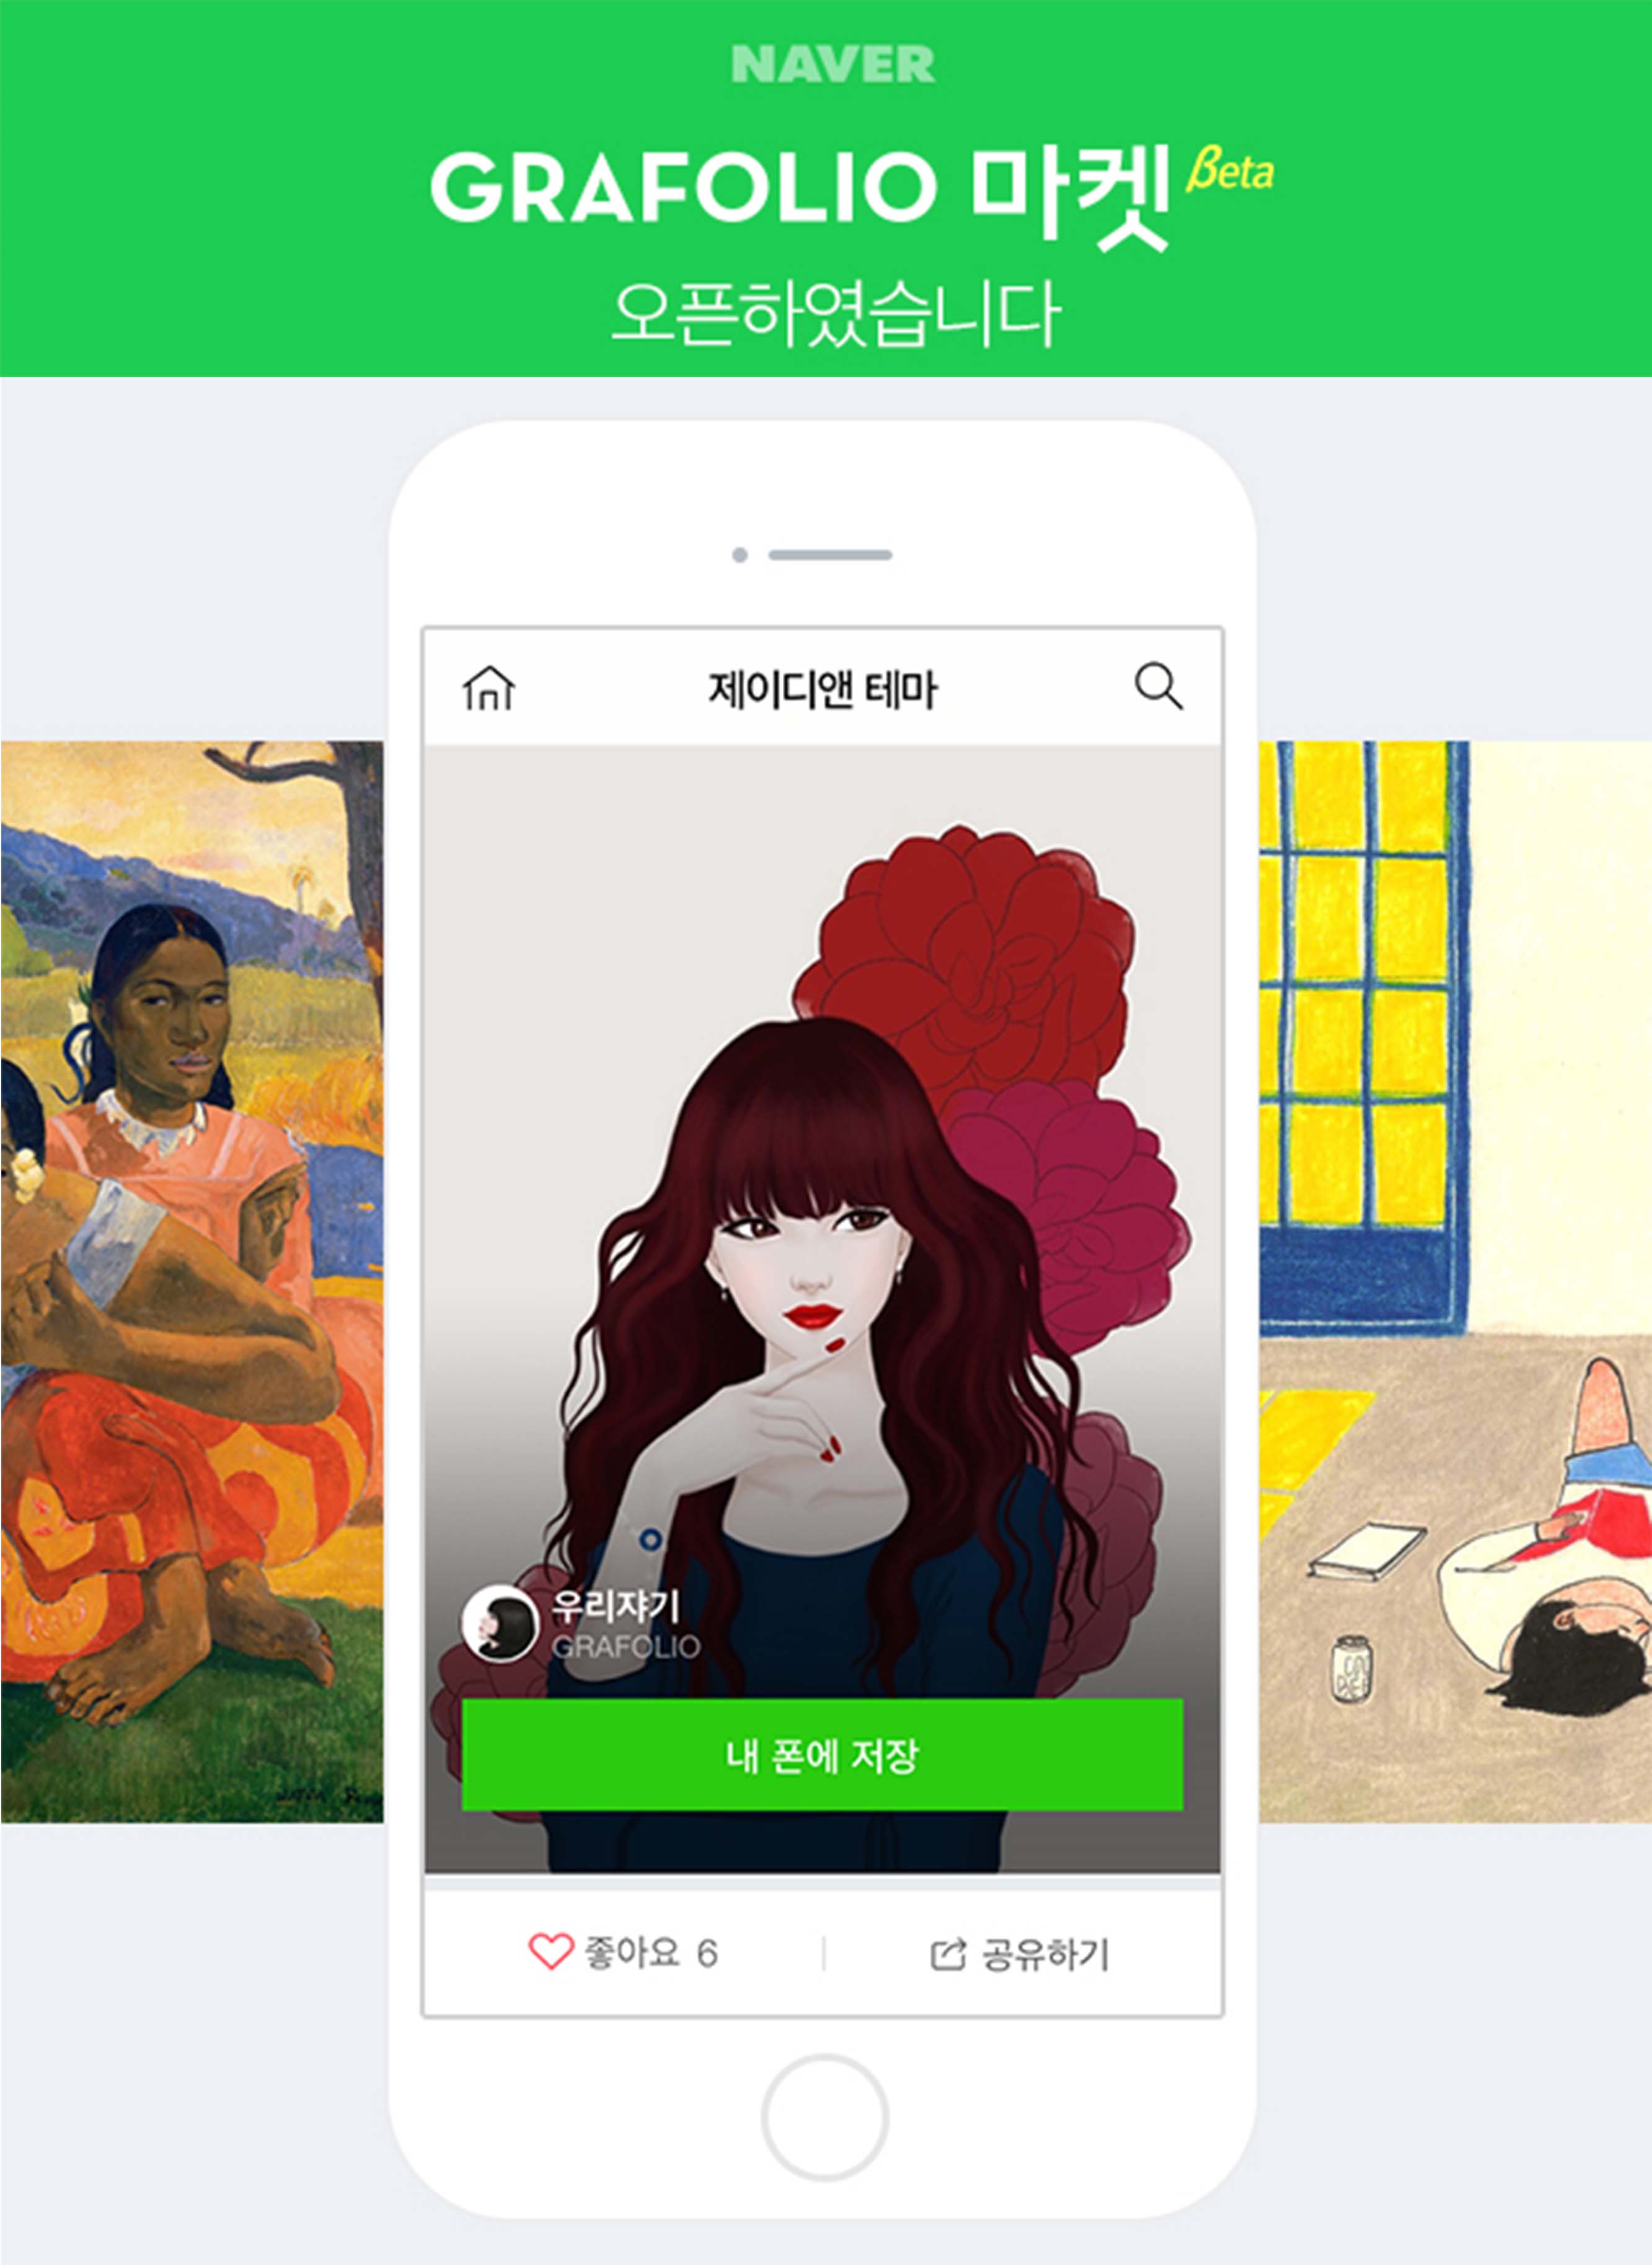 NAVER
GRAFOLIO 마켓 βeta
오픈하였습니다
제이디앤 테마
우리쟈기
GRAFOLIO
내 폰에 저장
좋아요 6
공유하기